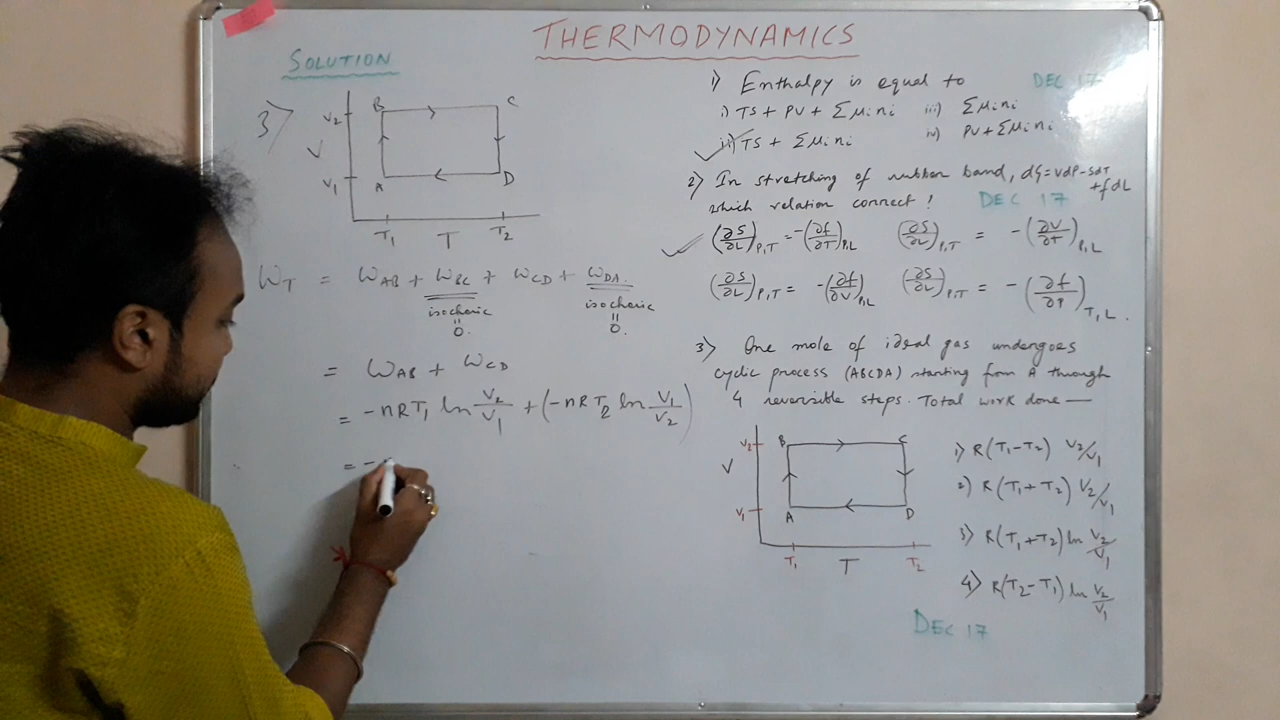 THERMODYNAMICS
SOLUTION
3)
B C
V2
V
V1
A D
T1 T T2
WT = WAB + WBC + WCD + WDA.
isochoric isochoric
= =
0. 0.
= WAB + WCD
= -nRT1 ln V2/V1 + (-nRT2 ln V1/V2)
= -
1) Enthalpy is equal to DEC 17
i) TS + PV + Σμini iii) Σμini
ii) TS + Σμini iv) PV + Σμini
2) In stretching of rubber band, dG = VdP - SdT + fdL
which relation connect! DEC 17
(∂S/∂L)P,T = -(∂f/∂T)P,L (∂S/∂L)P,T = -(∂V/∂T)P,L
(∂S/∂L)P,T = -(∂f/∂V)P,L (∂S/∂L)P,T = -(∂f/∂P)T,L.
3) One mole of ideal gas undergoes
cyclic process (ABCDA) starting from A through
4 reversible steps. Total work done —
B C
V2
V
V1
A D
T1 T T2
1) R(T1-T2) V2/V1
2) R(T1+T2) V2/V1
3) R(T1+T2) ln V2/V1
4) R(T2-T1) ln V2/V1
DEC 17